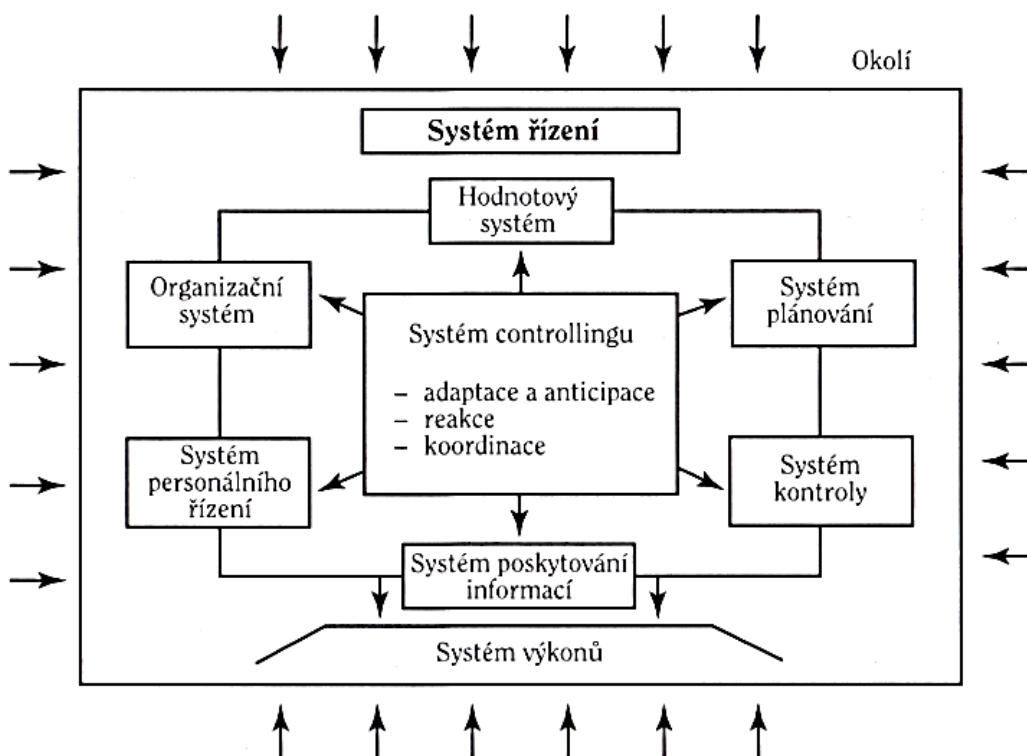 Okolí
Systém řízení
Hodnotový
systém
Organizační
systém
Systém
plánování
Systém controllingu
– adaptace a anticipace
– reakce
– koordinace
Systém
personálního
řízení
Systém
kontroly
Systém poskytování
informací
Systém výkonů